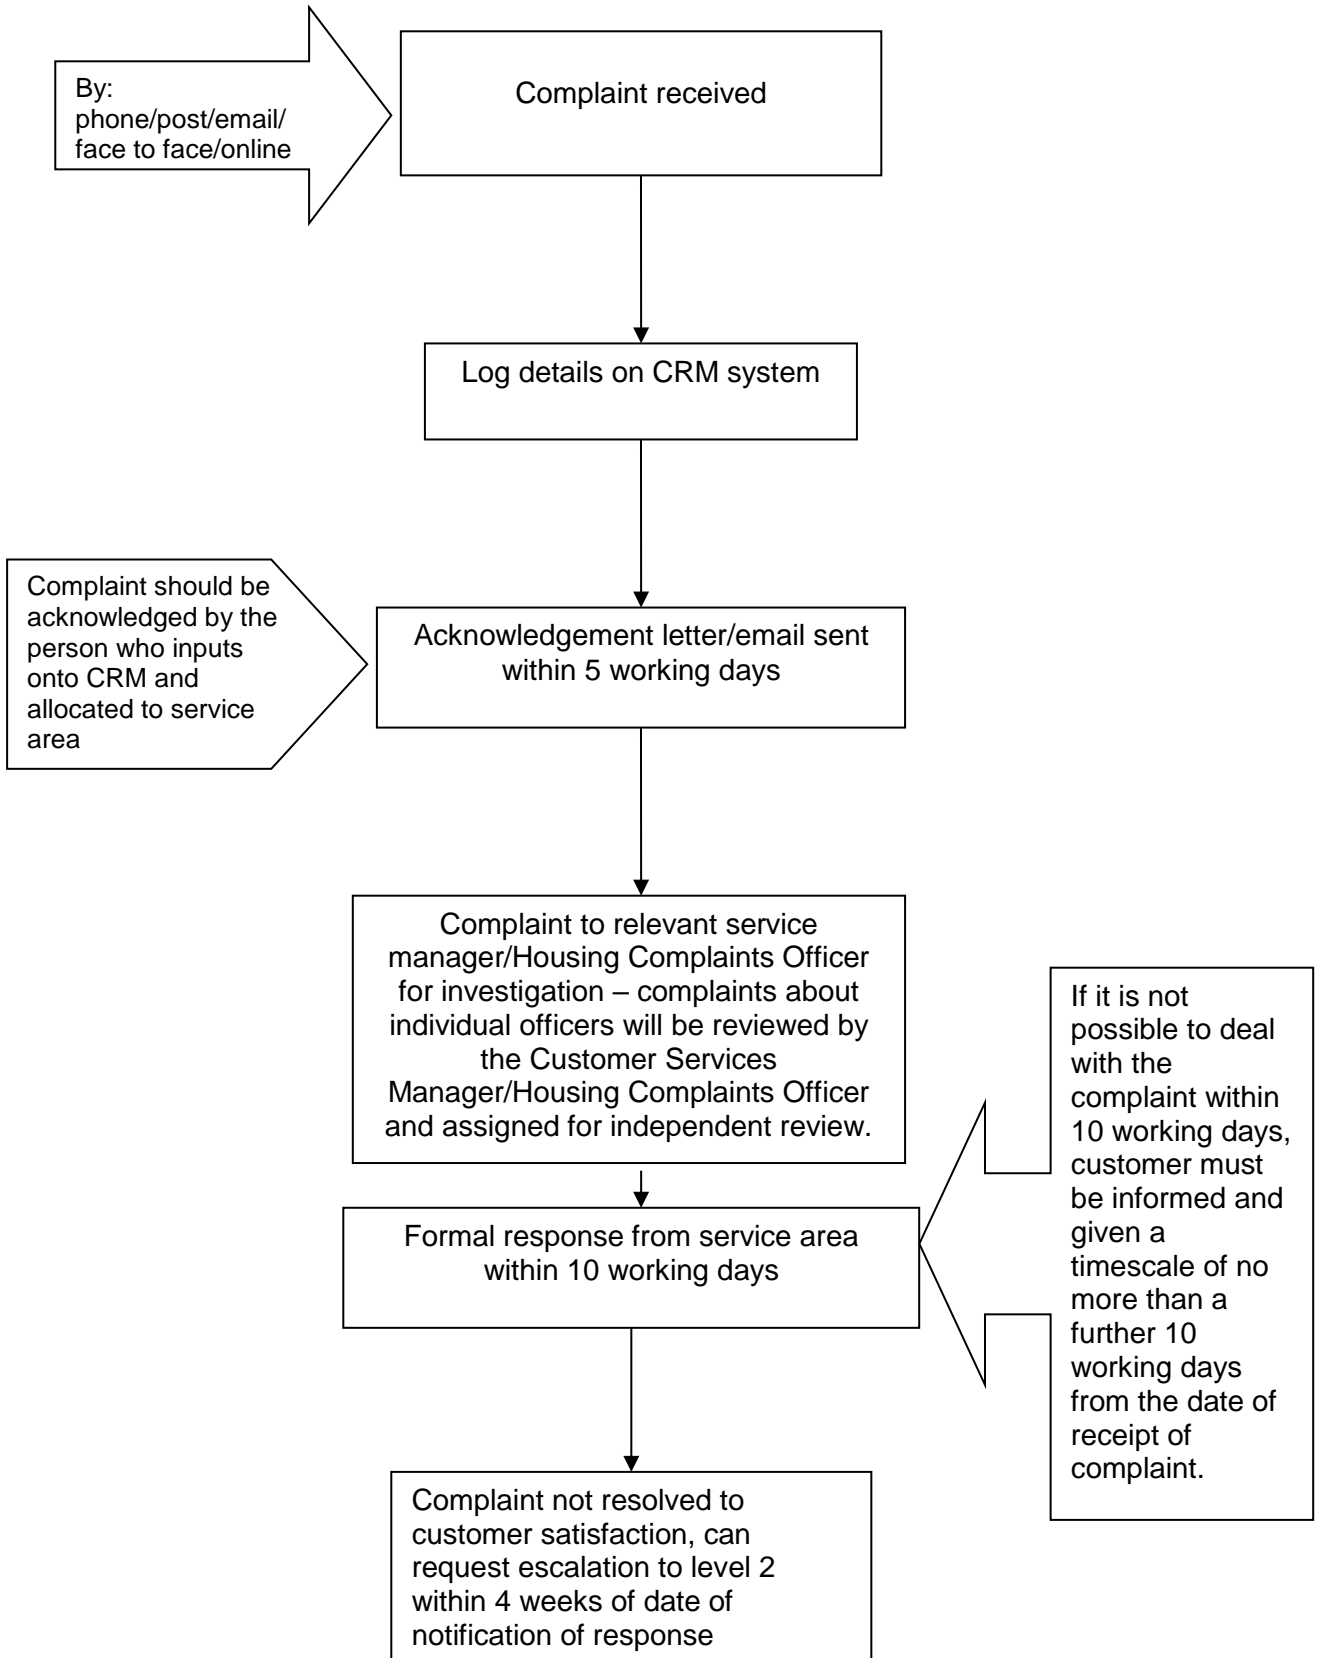 By:
phone/post/email/
face to face/online
Complaint received
Log details on CRM system
Complaint should be
acknowledged by the
person who inputs
onto CRM and
allocated to service
area
Acknowledgement letter/email sent
within 5 working days
Complaint to relevant service
manager/Housing Complaints Officer
for investigation – complaints about
individual officers will be reviewed by
the Customer Services
Manager/Housing Complaints Officer
and assigned for independent review.
If it is not
possible to deal
with the
complaint within
10 working days,
customer must
be informed and
given a
timescale of no
more than a
further 10
working days
from the date of
receipt of
complaint.
Formal response from service area
within 10 working days
Complaint not resolved to
customer satisfaction, can
request escalation to level 2
within 4 weeks of date of
notification of response